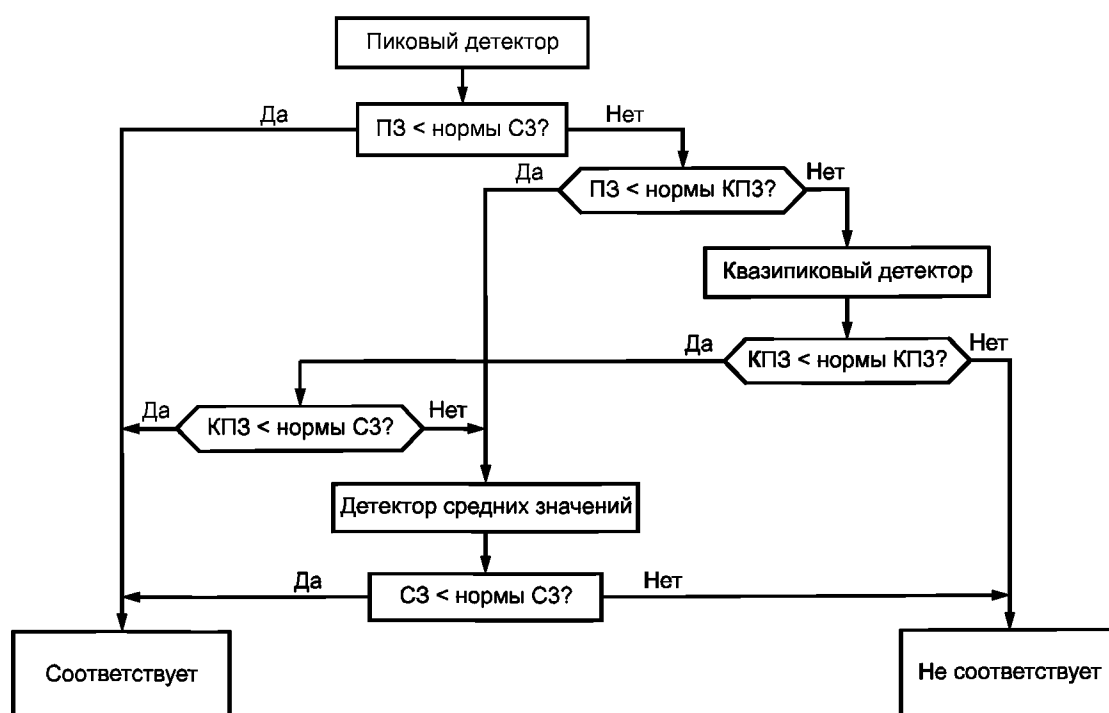 Пиковый детектор
Да
Нет
ПЗ < нормы СЗ?
Да
Нет
ПЗ < нормы КПЗ?
Квазипиковый детектор
Да
Нет
КПЗ < нормы КПЗ?
Да
Нет
КПЗ < нормы СЗ?
Детектор средних значений
Да
Нет
СЗ < нормы СЗ?
Соответствует
Не соответствует